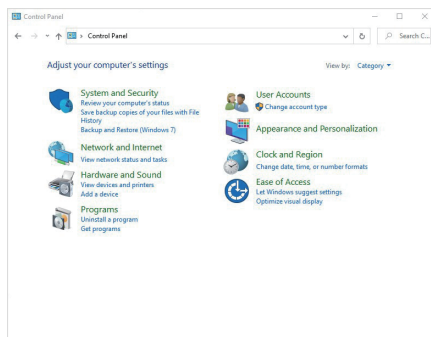 Control Panel
Control Panel
Search C...
Adjust your computer's settings
View by: Category
System and Security
Review your computer's status
Save backup copies of your files with File
History
Backup and Restore (Windows 7)
Network and Internet
View network status and tasks
Hardware and Sound
View devices and printers
Add a device
Programs
Uninstall a program
Get programs
User Accounts
Change account type
Appearance and Personalization
Clock and Region
Change date, time, or number formats
Ease of Access
Let Windows suggest settings
Optimize visual display